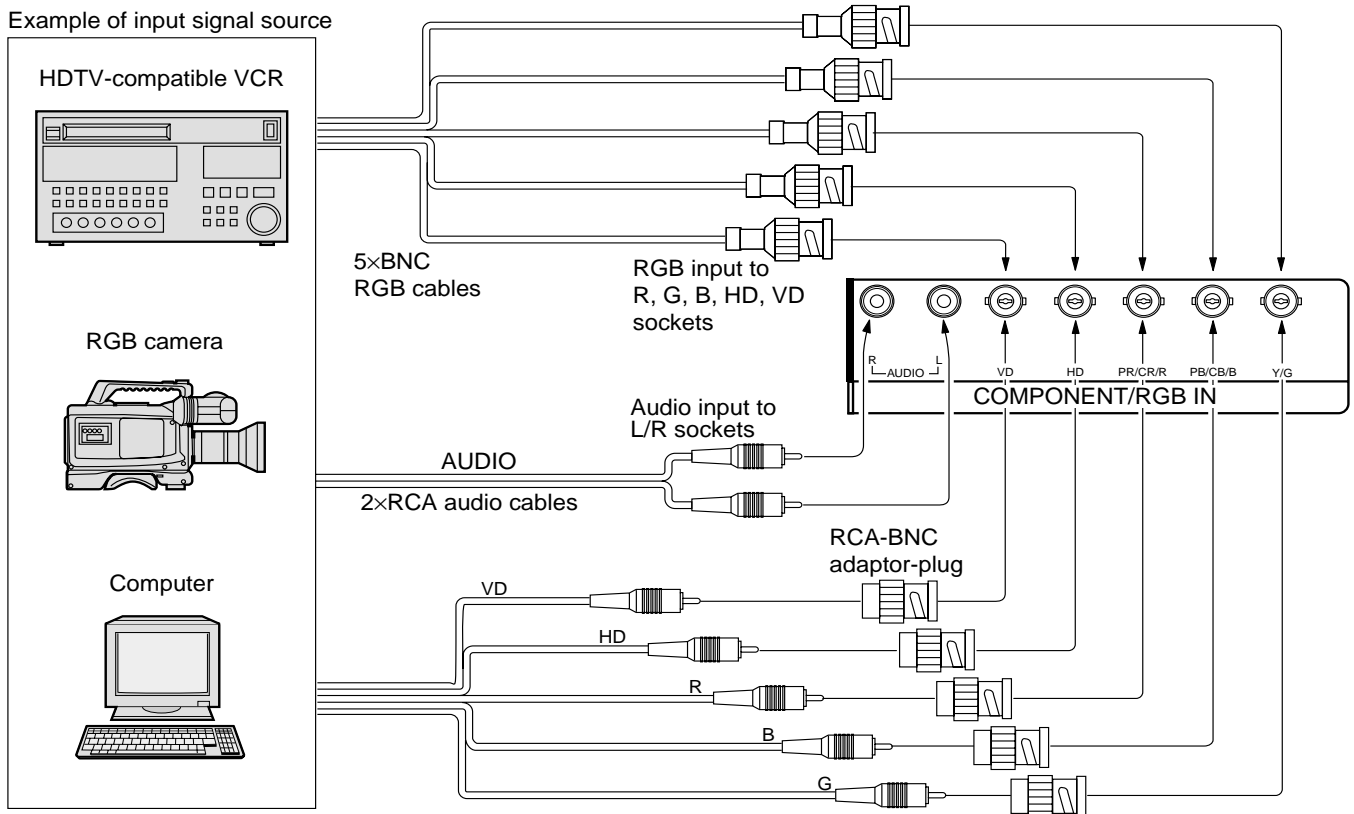 Example of input signal source
HDTV-compatible VCR
5×BNC
RGB cables
RGB input to
R, G, B, HD, VD
sockets
RGB camera
R
L
AUDIO
VD
HD
PR/CR/R
PB/CB/B
Y/G
COMPONENT/RGB IN
Audio input to
L/R sockets
AUDIO
2×RCA audio cables
RCA-BNC
adaptor-plug
Computer
VD
HD
R
B
G